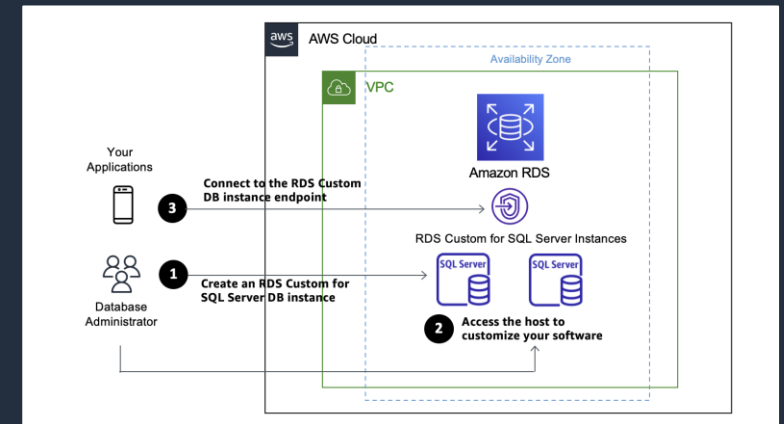 aws
AWS Cloud
Availability Zone
VPC
Amazon RDS
Your
Applications
3
Connect to the RDS Custom
DB instance endpoint
RDS Custom for SQL Server Instances
SQL Server
SQL Server
1
Create an RDS Custom for
SQL Server DB instance
Database
Administrator
2
Access the host to
customize your software